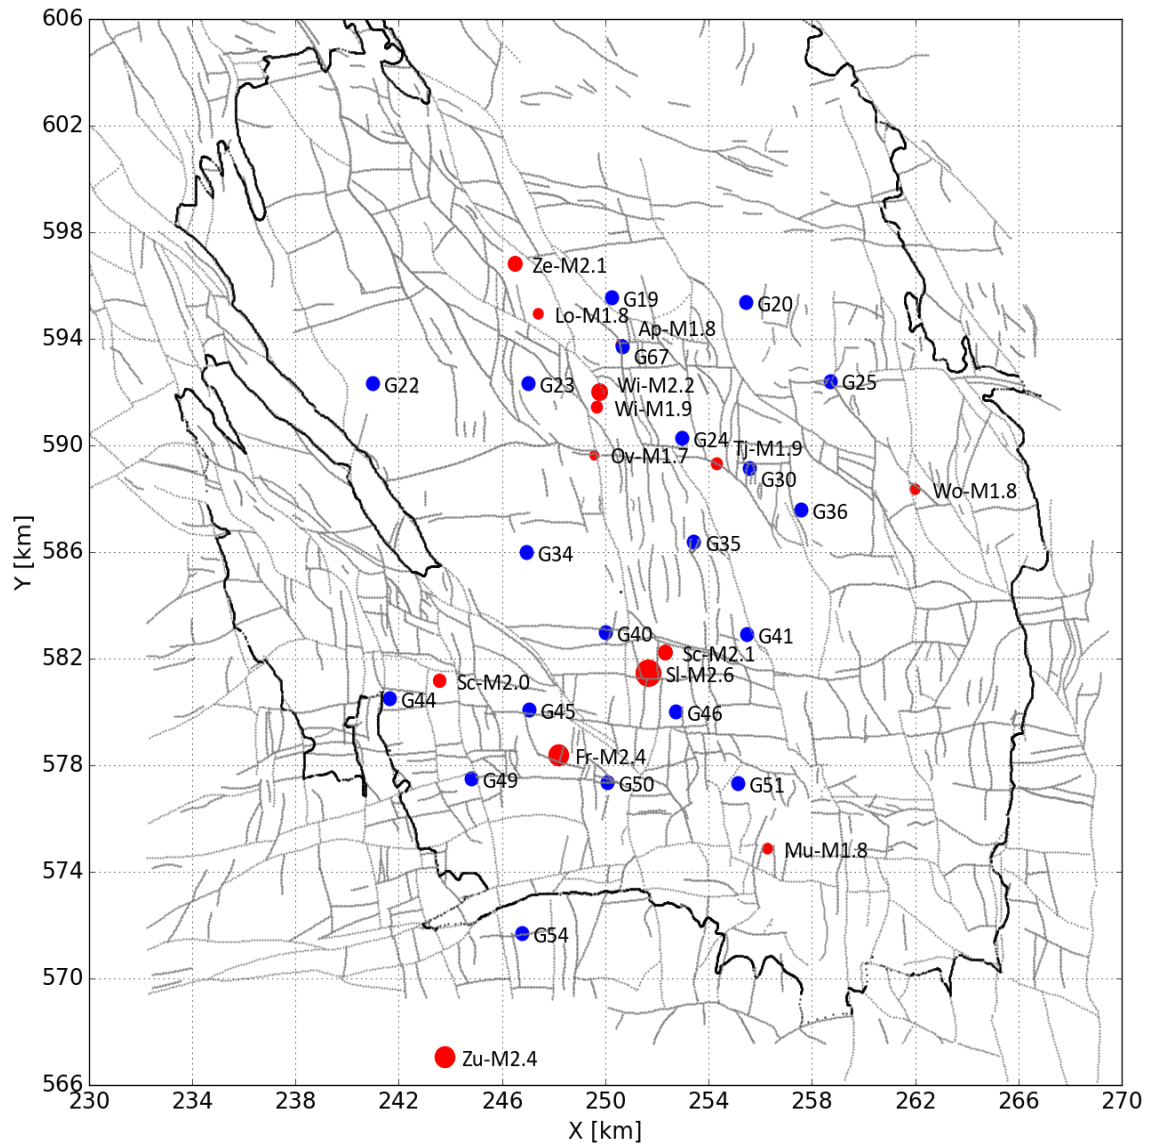 606
602
598
594
590
586
582
578
574
570
566
Y [km]
Ze-M2.1
G19
G20
Lo-M1.8
Ap-M1.8
G67
G22
G23
Wi-M2.2
G25
Wi-M1.9
G24
Tj-M1.9
Ov-M1.7
G30
Wo-M1.8
G36
G35
G34
G40
G41
Sc-M2.1
Sl-M2.6
Sc-M2.0
G44
G45
G46
Fr-M2.4
G49
G50
G51
Mu-M1.8
G54
Zu-M2.4
230 234 238 242 246 250 254 258 262 266 270
X [km]